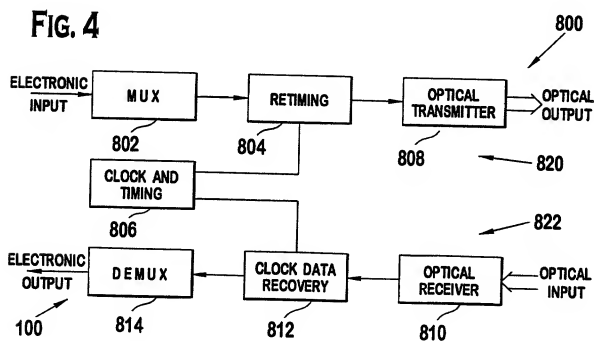 FIG. 4
800
ELECTRONIC
INPUT
MUX
802
RETIMING
804
OPTICAL
TRANSMITTER
808
OPTICAL
OUTPUT
820
CLOCK AND
TIMING
806
822
ELECTRONIC
OUTPUT
DEMUX
814
CLOCK DATA
RECOVERY
812
OPTICAL
RECEIVER
810
OPTICAL
INPUT
100